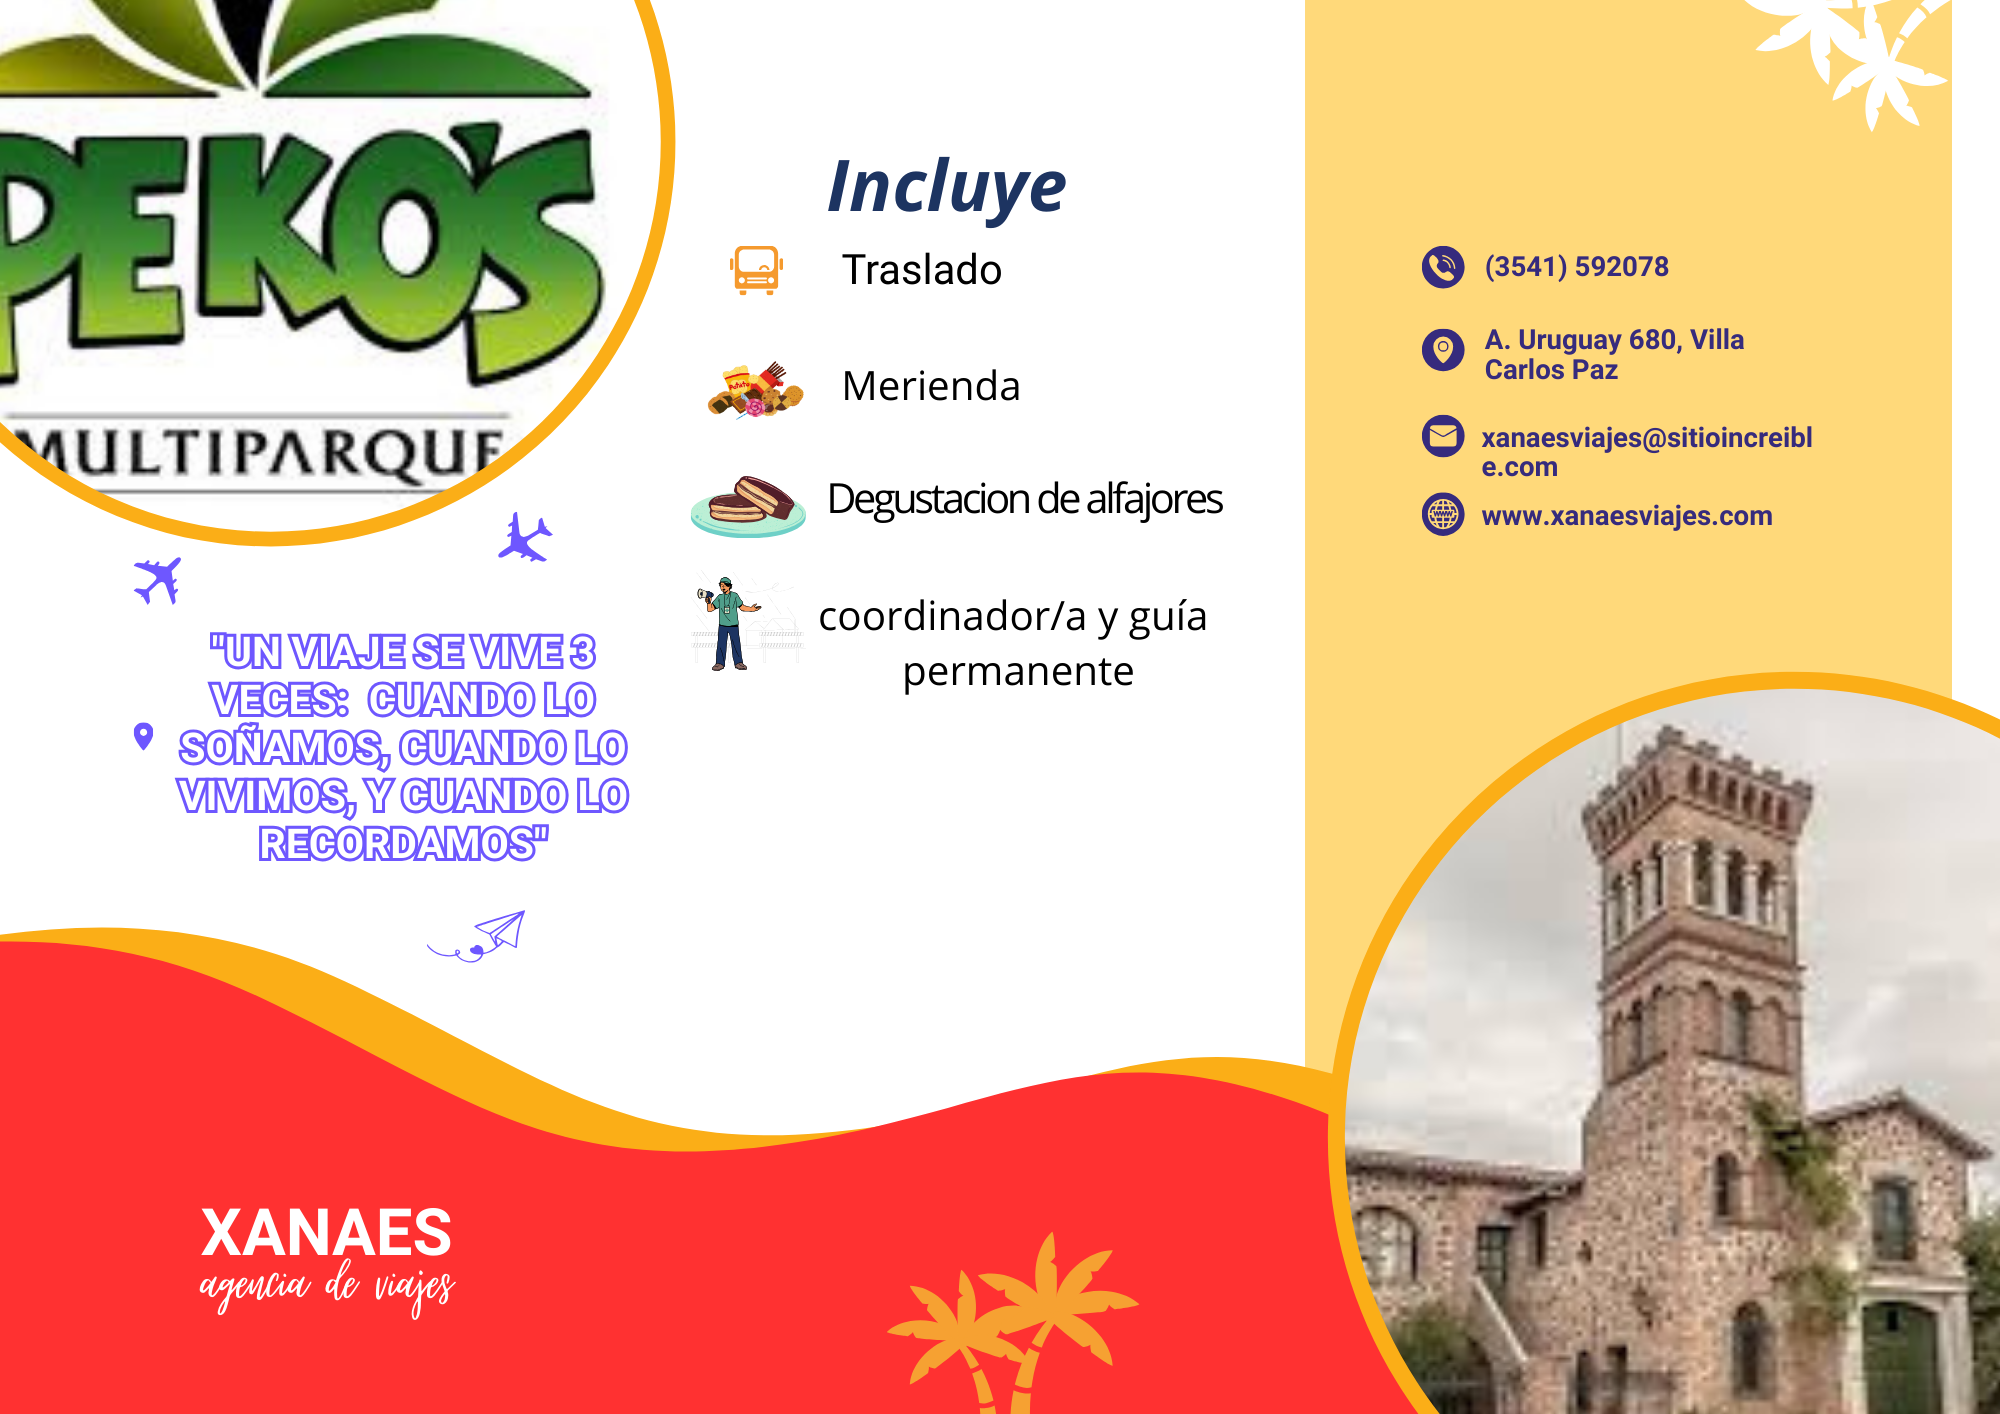 PEKO'S
MULTIPARQUE
"UN VIAJE SE VIVE 3
VECES:  CUANDO LO
SOÑAMOS, CUANDO LO
VIVIMOS, Y CUANDO LO
RECORDAMOS"
XANAES
agencia de viajes
Incluye
Traslado
Merienda
Degustacion de alfajores
coordinador/a y guía
permanente
(3541) 592078
A. Uruguay 680, Villa
Carlos Paz
xanaesviajes@sitioincreibl
e.com
www.xanaesviajes.com